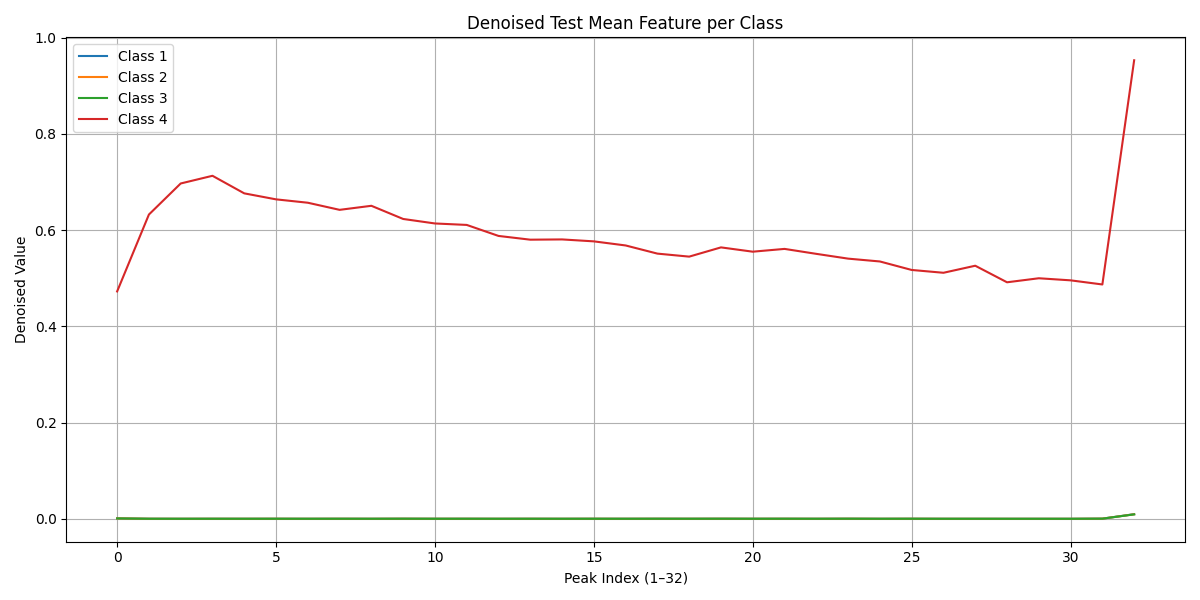 Denoised Test Mean Feature per Class
Class 1
Class 2
Class 3
Class 4
Denoised Value
1.0
0.8
0.6
0.4
0.2
0.0
0 5 10 15 20 25 30
Peak Index (1–32)